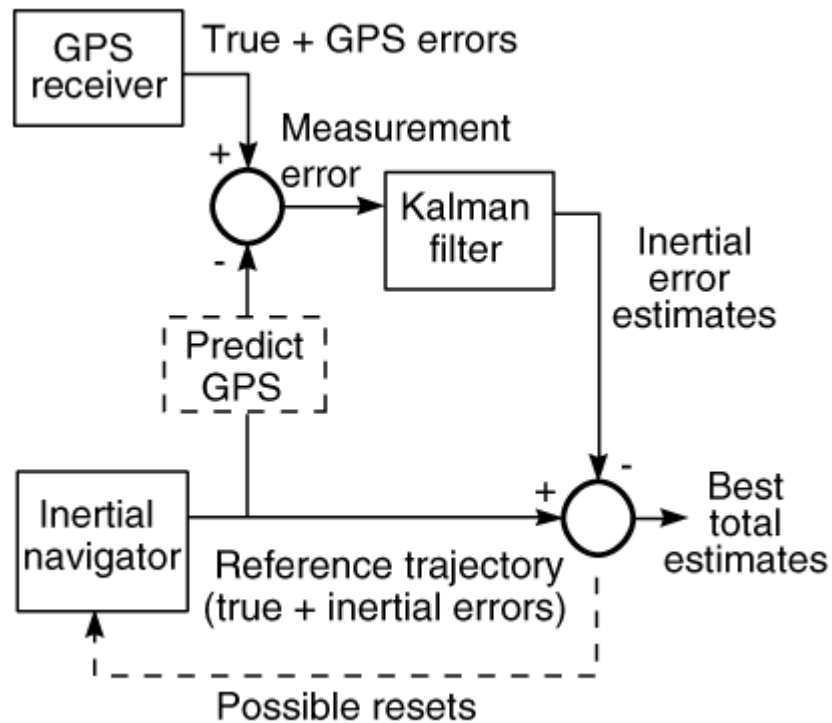 GPS
receiver
True + GPS errors
+
Measurement
error
-
Kalman
filter
Inertial
error
estimates
Predict
GPS
Inertial
navigator
+
-
Best
total
estimates
Reference trajectory
(true + inertial errors)
Possible resets